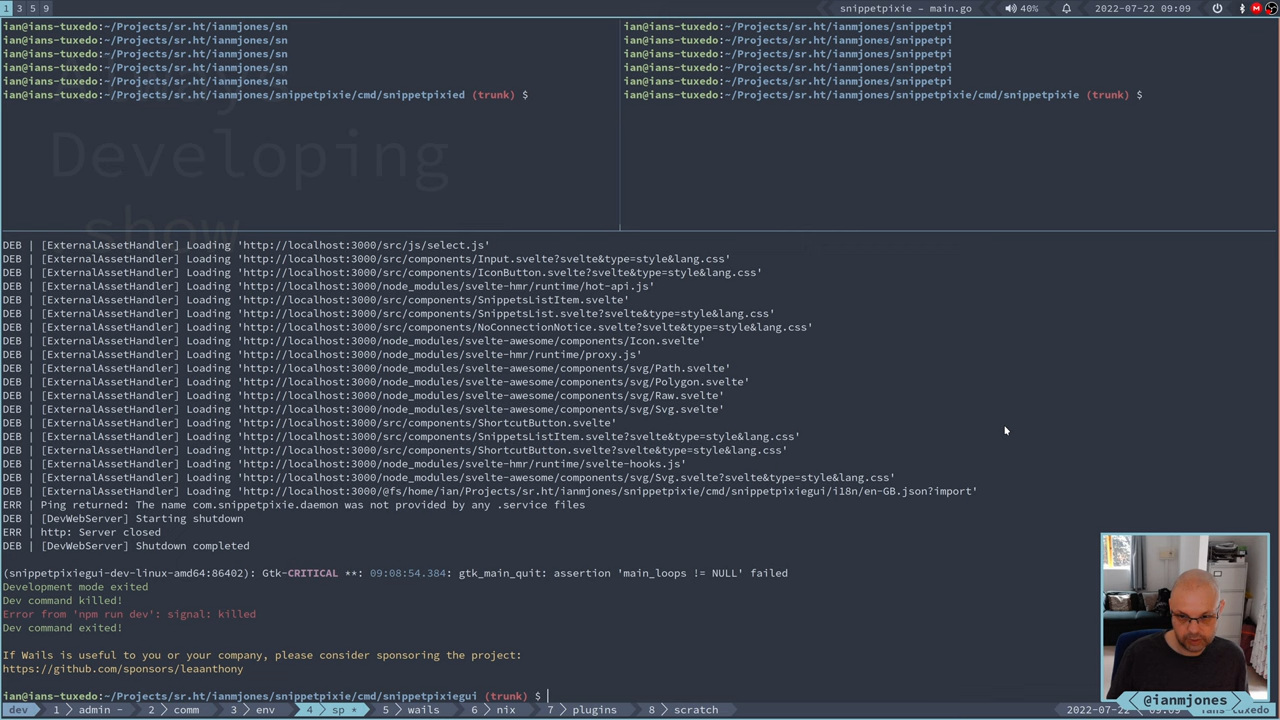 1 3 5 9
snippetpixie – main.go
40%
2022-07-22 09:09
ian@ians-tuxedo:~/Projects/sr.ht/ianmjones/sn
ian@ians-tuxedo:~/Projects/sr.ht/ianmjones/sn
ian@ians-tuxedo:~/Projects/sr.ht/ianmjones/sn
ian@ians-tuxedo:~/Projects/sr.ht/ianmjones/sn
ian@ians-tuxedo:~/Projects/sr.ht/ianmjones/sn
ian@ians-tuxedo:~/Projects/sr.ht/ianmjones/snippetpixie/cmd/snippetpixied (trunk) $
ian@ians-tuxedo:~/Projects/sr.ht/ianmjones/snippetpi
ian@ians-tuxedo:~/Projects/sr.ht/ianmjones/snippetpi
ian@ians-tuxedo:~/Projects/sr.ht/ianmjones/snippetpi
ian@ians-tuxedo:~/Projects/sr.ht/ianmjones/snippetpi
ian@ians-tuxedo:~/Projects/sr.ht/ianmjones/snippetpi
ian@ians-tuxedo:~/Projects/sr.ht/ianmjones/snippetpixie/cmd/snippetpixie (trunk) $
Developing
show
DEB | [ExternalAssetHandler] Loading 'http://localhost:3000/src/js/select.js'
DEB | [ExternalAssetHandler] Loading 'http://localhost:3000/src/components/Input.svelte?svelte&type=style&lang.css'
DEB | [ExternalAssetHandler] Loading 'http://localhost:3000/src/components/IconButton.svelte?svelte&type=style&lang.css'
DEB | [ExternalAssetHandler] Loading 'http://localhost:3000/node_modules/svelte-hmr/runtime/hot-api.js'
DEB | [ExternalAssetHandler] Loading 'http://localhost:3000/src/components/SnippetsListItem.svelte'
DEB | [ExternalAssetHandler] Loading 'http://localhost:3000/src/components/SnippetsList.svelte?svelte&type=style&lang.css'
DEB | [ExternalAssetHandler] Loading 'http://localhost:3000/src/components/NoConnectionNotice.svelte?svelte&type=style&lang.css'
DEB | [ExternalAssetHandler] Loading 'http://localhost:3000/node_modules/svelte-awesome/components/Icon.svelte'
DEB | [ExternalAssetHandler] Loading 'http://localhost:3000/node_modules/svelte-hmr/runtime/proxy.js'
DEB | [ExternalAssetHandler] Loading 'http://localhost:3000/node_modules/svelte-awesome/components/svg/Path.svelte'
DEB | [ExternalAssetHandler] Loading 'http://localhost:3000/node_modules/svelte-awesome/components/svg/Polygon.svelte'
DEB | [ExternalAssetHandler] Loading 'http://localhost:3000/node_modules/svelte-awesome/components/svg/Raw.svelte'
DEB | [ExternalAssetHandler] Loading 'http://localhost:3000/node_modules/svelte-awesome/components/svg/Svg.svelte'
DEB | [ExternalAssetHandler] Loading 'http://localhost:3000/src/components/ShortcutButton.svelte'
DEB | [ExternalAssetHandler] Loading 'http://localhost:3000/src/components/SnippetsListItem.svelte?svelte&type=style&lang.css'
DEB | [ExternalAssetHandler] Loading 'http://localhost:3000/src/components/ShortcutButton.svelte?svelte&type=style&lang.css'
DEB | [ExternalAssetHandler] Loading 'http://localhost:3000/node_modules/svelte-hmr/runtime/svelte-hooks.js'
DEB | [ExternalAssetHandler] Loading 'http://localhost:3000/node_modules/svelte-awesome/components/svg/Svg.svelte?svelte&type=style&lang.css'
DEB | [ExternalAssetHandler] Loading 'http://localhost:3000/@fs/home/ian/Projects/sr.ht/ianmjones/snippetpixie/cmd/snippetpixiegui/i18n/en-GB.json?import'
ERR | Ping returned: The name com.snippetpixie.daemon was not provided by any .service files
DEB | [DevWebServer] Starting shutdown
ERR | http: Server closed
DEB | [DevWebServer] Shutdown completed
(snippetpixiegui-dev-linux-amd64:86402): Gtk-CRITICAL **: 09:08:54.384: gtk_main_quit: assertion 'main_loops != NULL' failed
Development mode exited
Dev command killed!
Error from 'npm run dev': signal: killed
Dev command exited!
If Wails is useful to you or your company, please consider sponsoring the project:
https://github.com/sponsors/leaanthony
ian@ians-tuxedo:~/Projects/sr.ht/ianmjones/snippetpixie/cmd/snippetpixiegui (trunk) $
@ianmjones
dev 1 admin - 2 comm 3 env 4 sp * 5 wails 6 nix 7 plugins 8 scratch 2022-07-22 09:09 ians-tuxedo